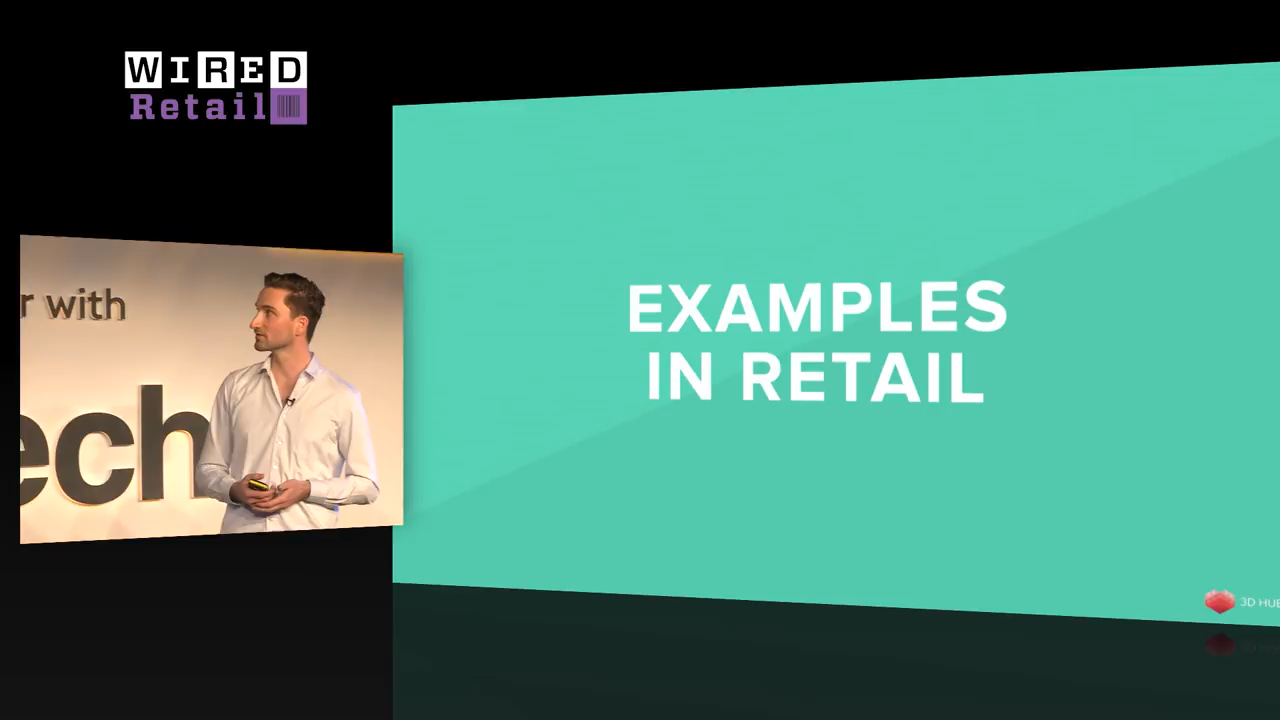 WIRED
Retail
r with
ech
EXAMPLES
IN RETAIL
3D HUB